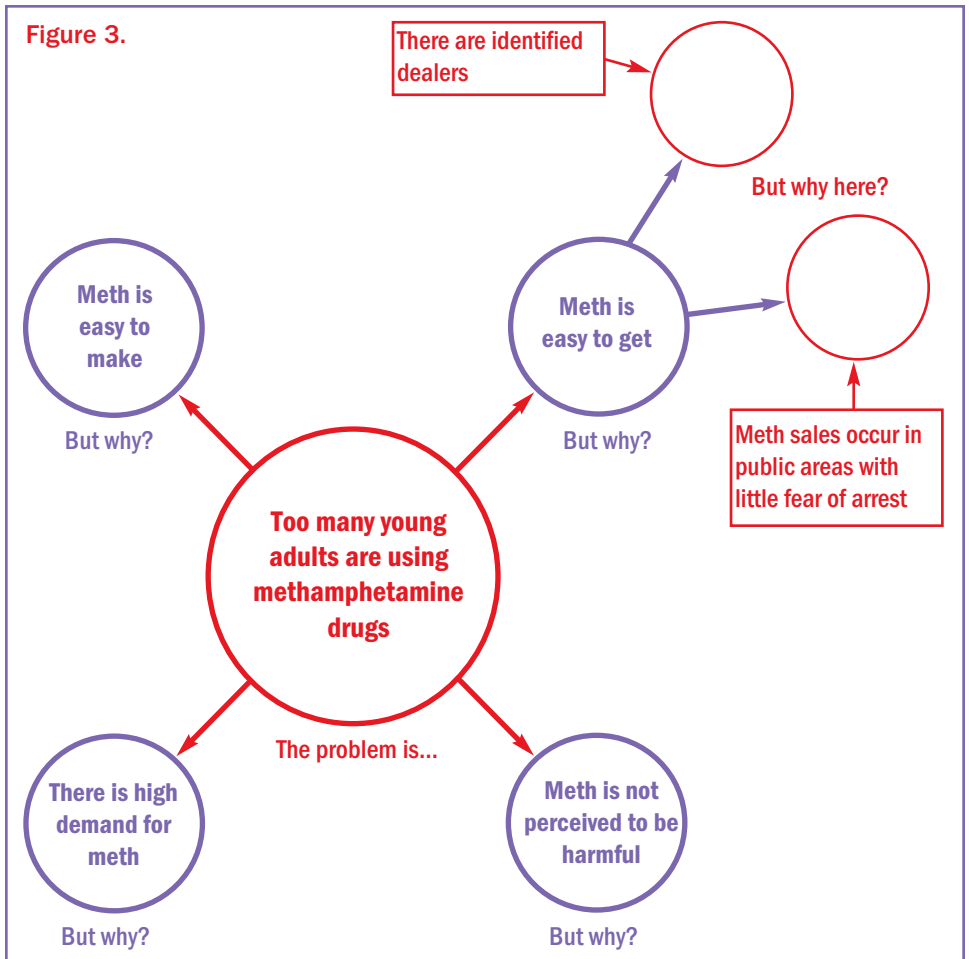 Figure 3.
There are identified
dealers
But why here?
Meth is
easy to
make
But why?
Meth is
easy to get
But why?
Meth sales occur in
public areas with
little fear of arrest
Too many young
adults are using
methamphetamine
drugs
The problem is...
There is high
demand for
meth
But why?
Meth is not
perceived to be
harmful
But why?